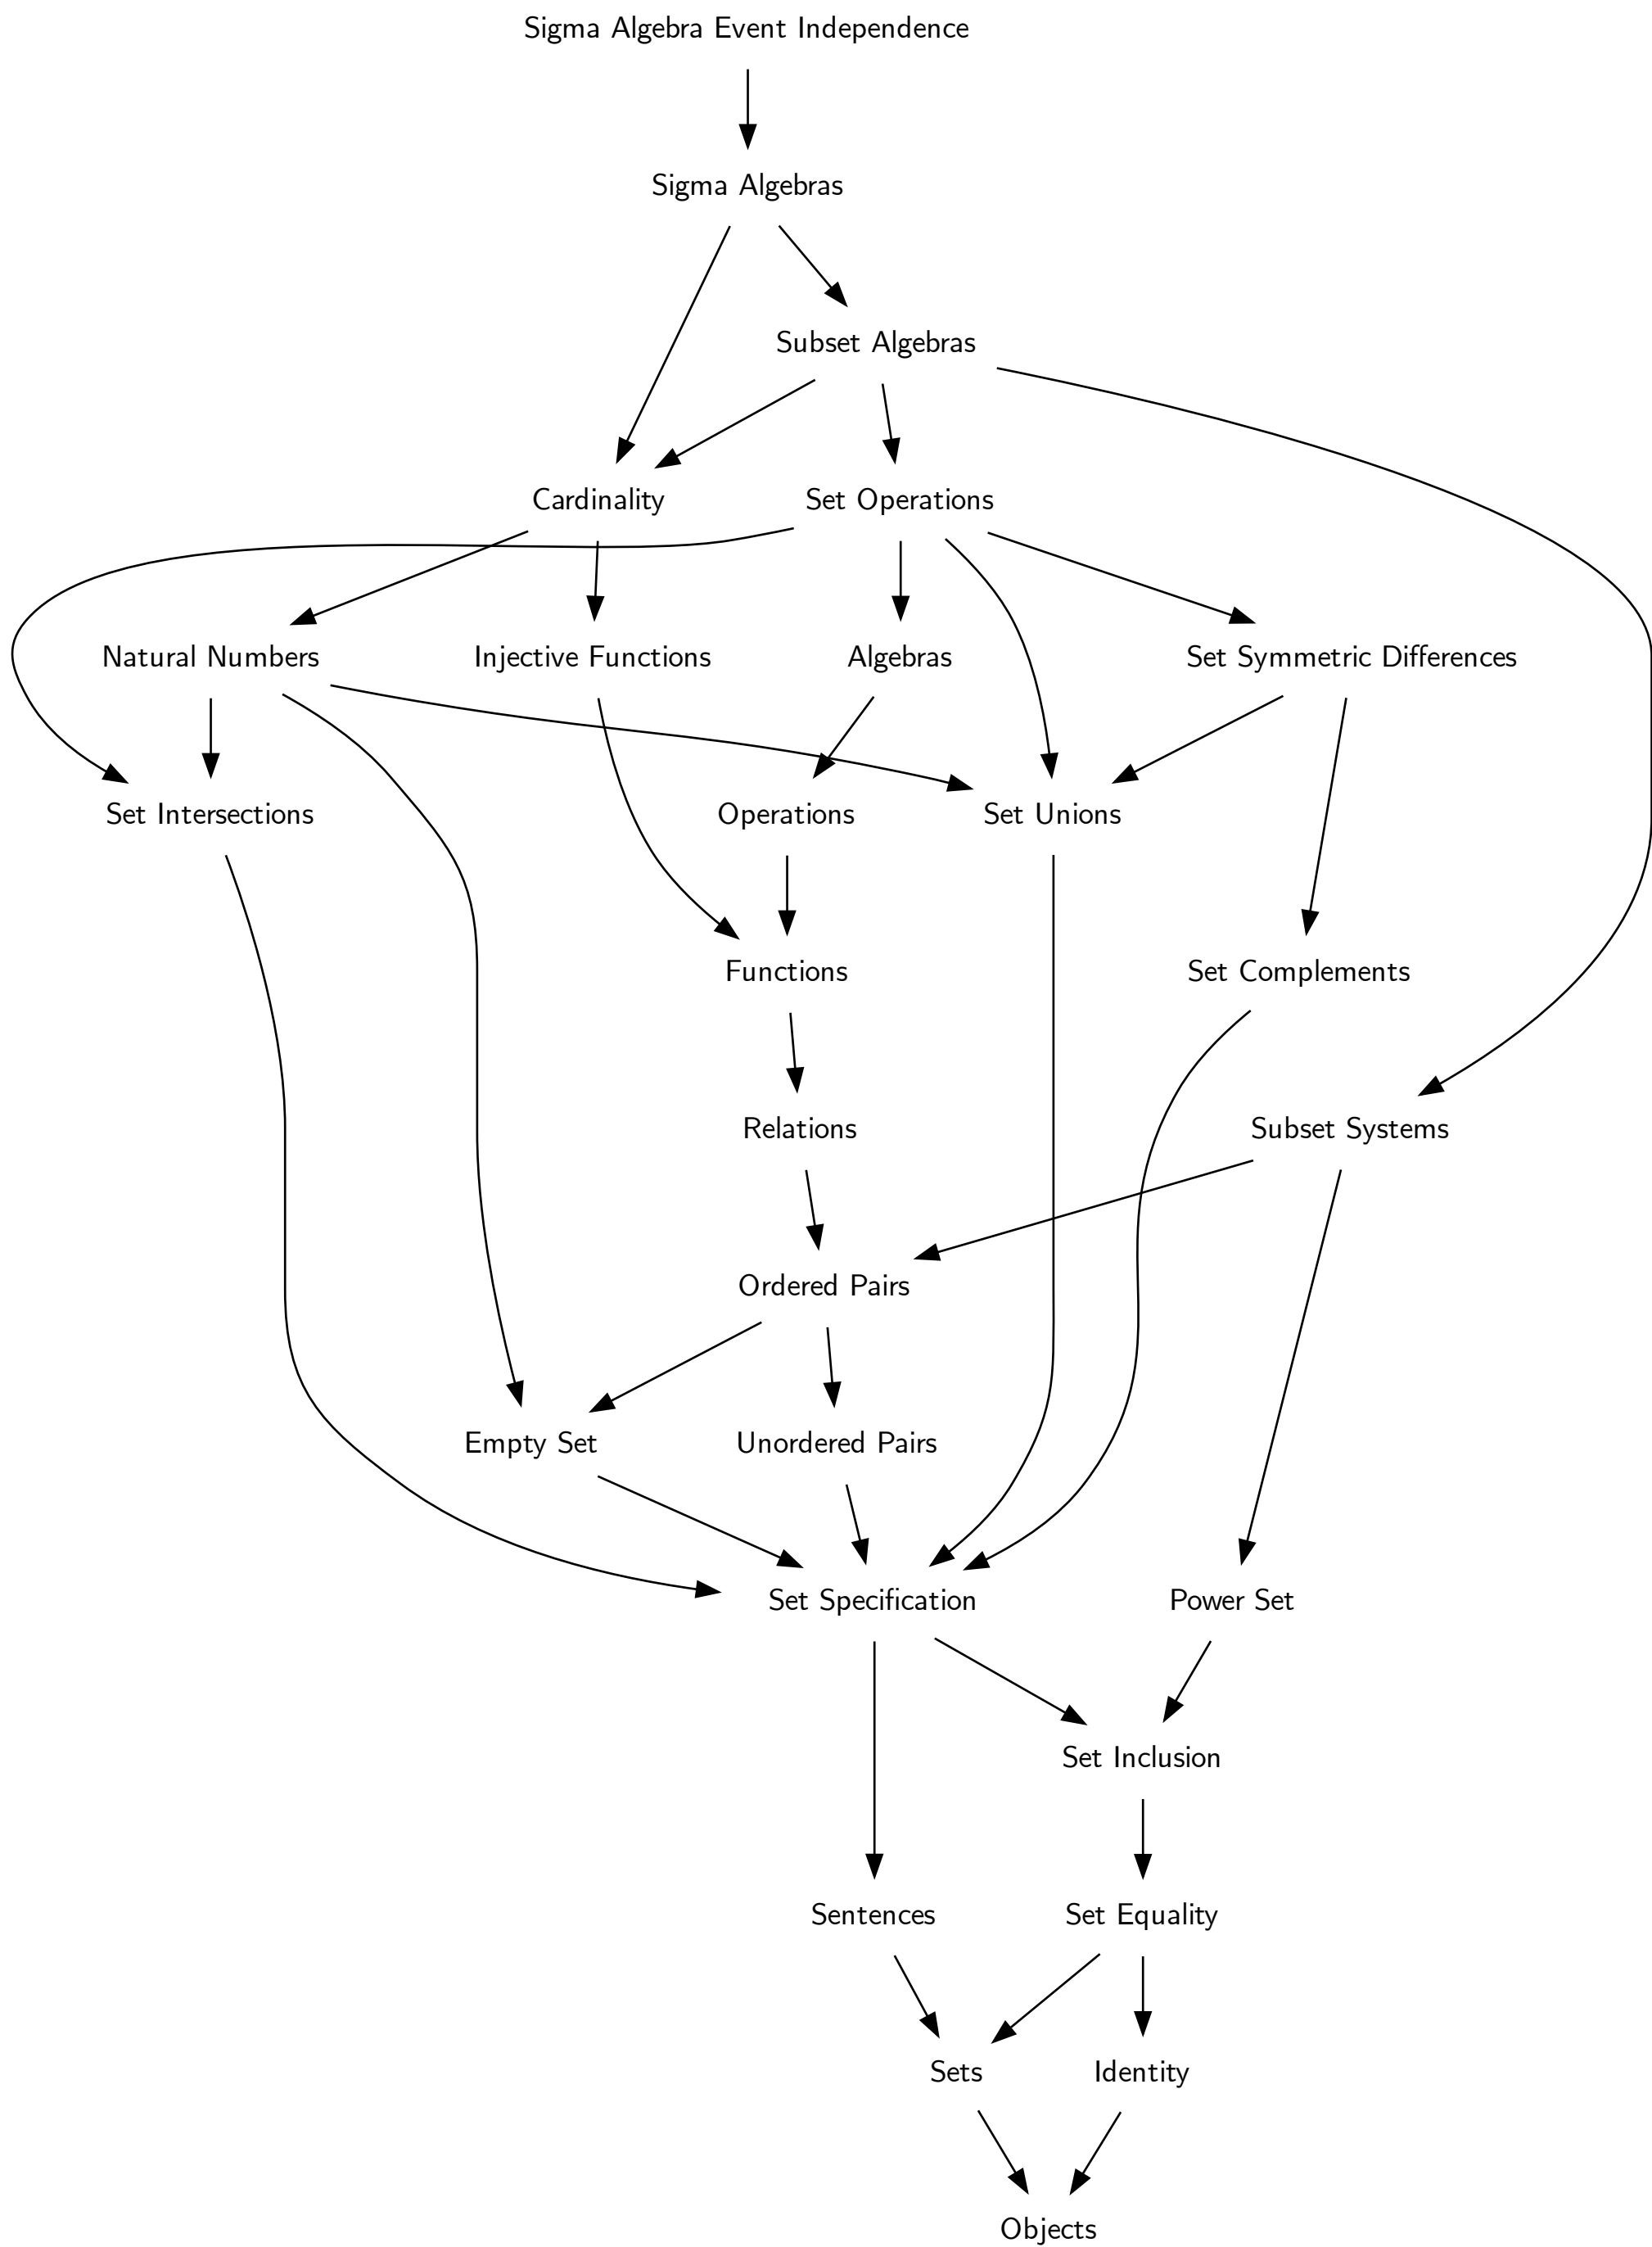 Sigma Algebra Event Independence
Sigma Algebras
Subset Algebras
Cardinality
Set Operations
Natural Numbers
Injective Functions
Algebras
Set Symmetric Differences
Set Intersections
Operations
Set Unions
Functions
Set Complements
Relations
Subset Systems
Ordered Pairs
Empty Set
Unordered Pairs
Set Specification
Power Set
Set Inclusion
Sentences
Set Equality
Sets
Identity
Objects